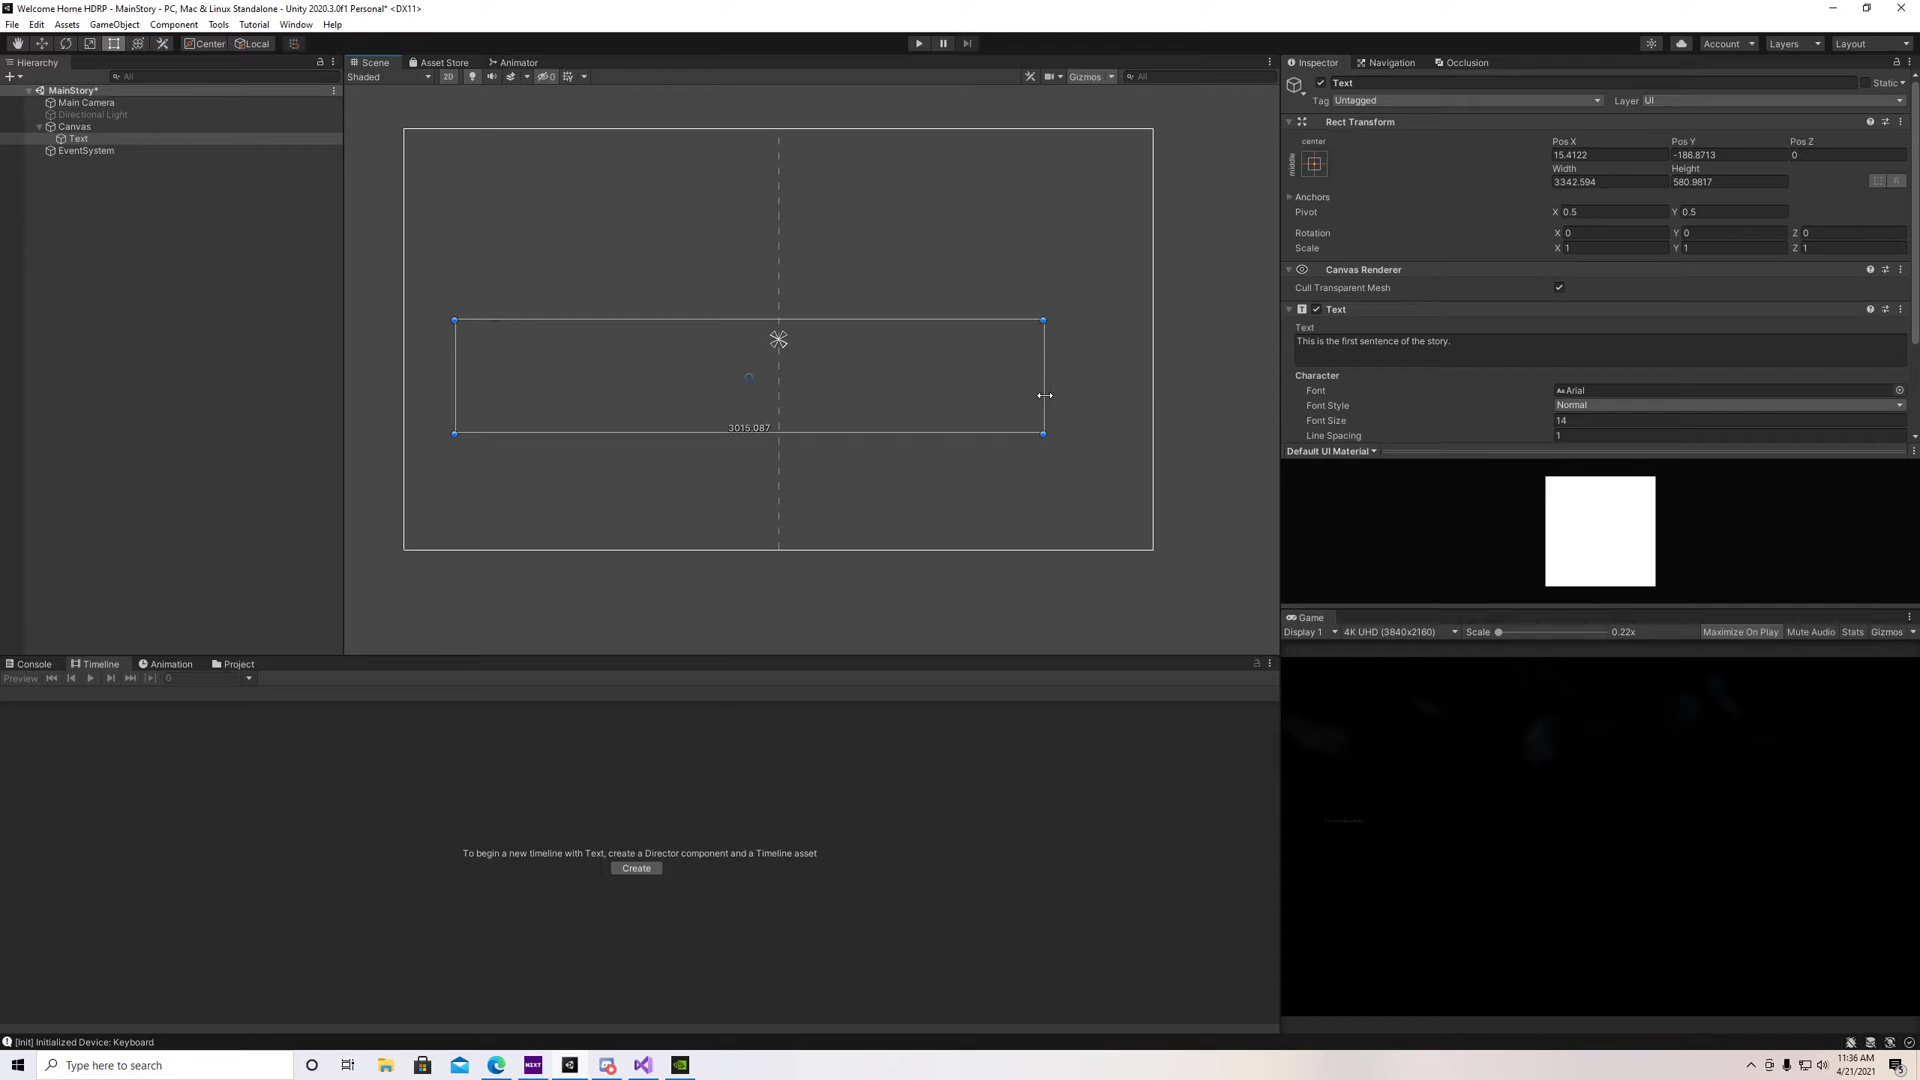 Welcome Home HDRP - MainStory - PC, Mac & Linux Standalone - Unity 2020.3.0f1 Personal* <DX11>
File Edit Assets GameObject Component Tools Tutorial Window Help
Center Local Account Layers Layout
Hierarchy
All
MainStory*
Main Camera
Directional Light
Canvas
Text
EventSystem
Scene Asset Store Animator
Shaded 2D 0 Gizmos All
3015.087
Inspector Navigation Occlusion
Text Static
Tag Untagged Layer UI
Rect Transform
center
middle
Pos X Pos Y Pos Z
15.4122 -186.8713 0
Width Height
3342.594 580.9817
R
Anchors
Pivot X 0.5 Y 0.5
Rotation X 0 Y 0 Z 0
Scale X 1 Y 1 Z 1
Canvas Renderer
Cull Transparent Mesh
Text
Text
This is the first sentence of the story.
Character
Font Arial
Font Style Normal
Font Size 14
Line Spacing 1
Default UI Material
Game
Display 1 4K UHD (3840x2160) Scale 0.22x Maximize On Play Mute Audio Stats Gizmos
Console Timeline Animation Project
Preview 0
To begin a new timeline with Text, create a Director component and a Timeline asset
Create
[Init] Initialized Device: Keyboard
Type here to search
NZXT
11:36 AM
4/21/2021
5